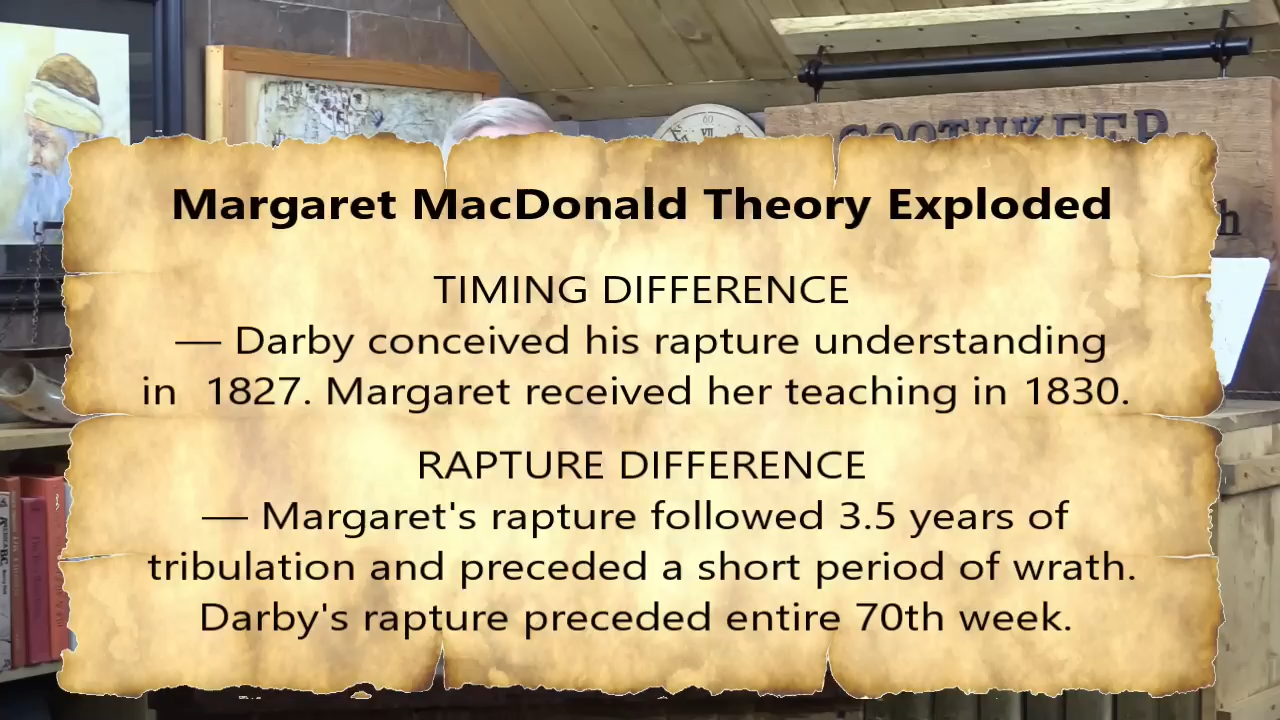 Margaret MacDonald Theory Exploded
TIMING DIFFERENCE
— Darby conceived his rapture understanding
in 1827. Margaret received her teaching in 1830.
RAPTURE DIFFERENCE
— Margaret's rapture followed 3.5 years of
tribulation and preceded a short period of wrath.
Darby's rapture preceded entire 70th week.